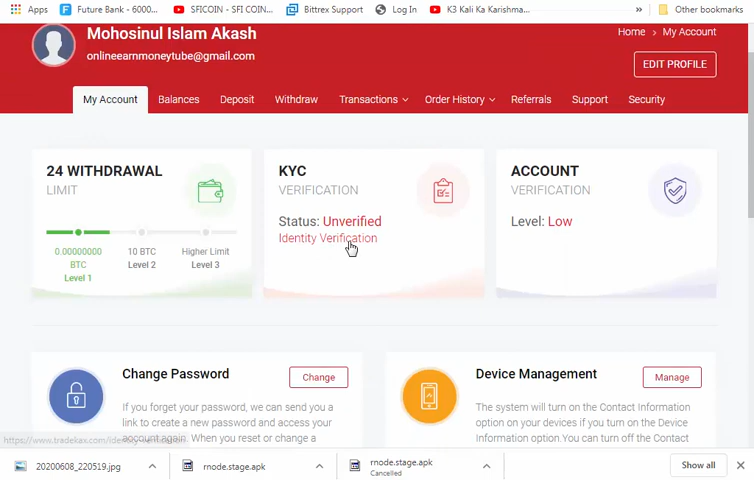 Apps Future Bank - 6000... SFICOIN - SFI COIN... Bittrex Support Log In K3 Kali Ka Karishma... » Other bookmarks
Mohosinul Islam Akash
onlineearnmoneytube@gmail.com
Home > My Account
EDIT PROFILE
My Account Balances Deposit Withdraw Transactions Order History Referrals Support Security
24 WITHDRAWAL
LIMIT
0.00000000
BTC
Level 1
10 BTC
Level 2
Higher Limit
Level 3
KYC
VERIFICATION
Status: Unverified
Identity Verification
ACCOUNT
VERIFICATION
Level: Low
Change Password
Change
If you forget your password, we can send you a
link to create a new password and access your
account again. When you reset or change a
Device Management
Manage
The system will turn on the Contact Information
option on your devices if you turn on the Device
Information option.You can turn off the Contact
https://www.tradekax.com/identity-verification
20200608_220519.jpg
rnode.stage.apk
rnode.stage.apk
Cancelled
Show all